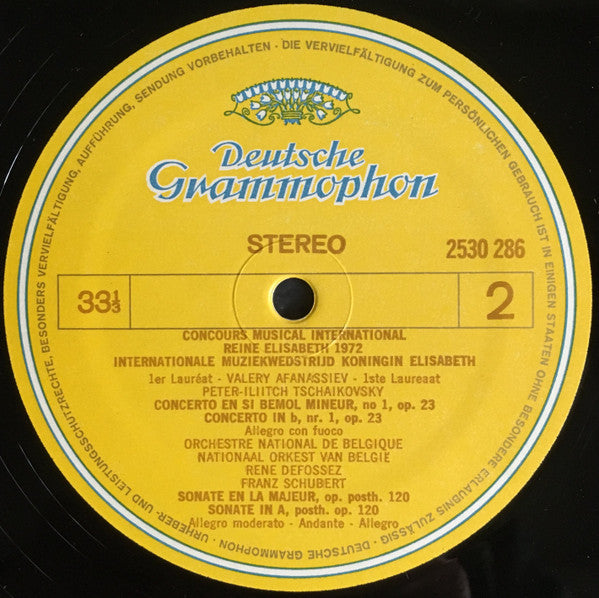 URHEBER- UND LEISTUNGSSCHUTZRECHTE, BESONDERS VERVIELFÄLTIGUNG, AUFFÜHRUNG, SENDUNG VORBEHALTEN · DIE VERVIELFÄLTIGUNG ZUM PERSÖNLICHEN GEBRAUCH IST IN EINIGEN STAATEN OHNE BESONDERE ERLAUBNIS ZULÄSSIG · DEUTSCHE GRAMMOPHON ·
Deutsche
Grammophon
STEREO
2530 286
33⅓
2
CONCOURS MUSICAL INTERNATIONAL
REINE ELISABETH 1972
INTERNATIONALE MUZIEKWEDSTRIJD KONINGIN ELISABETH
1er Lauréat - VALERY AFANASSIEV - 1ste Laureaat
PETER-ILIITCH TSCHAIKOVSKY
CONCERTO EN SI BEMOL MINEUR, no 1, op. 23
CONCERTO IN b, nr. 1, op. 23
Allegro con fuoco
ORCHESTRE NATIONAL DE BELGIQUE
NATIONAAL ORKEST VAN BELGIË
RENE DEFOSSEZ
FRANZ SCHUBERT
SONATE EN LA MAJEUR, op. posth. 120
SONATE IN A, posth. op. 120
Allegro moderato - Andante - Allegro